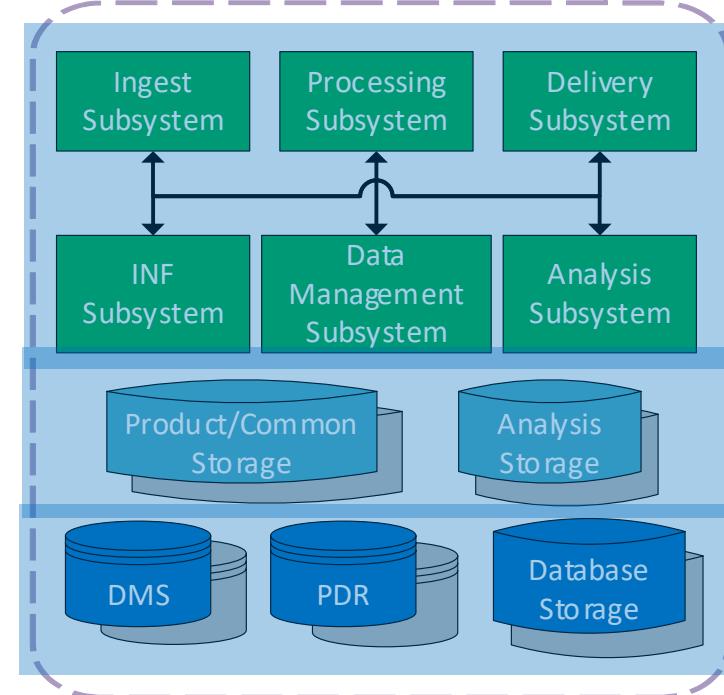 Ingest
Subsystem
Processing
Subsystem
Delivery
Subsystem
INF
Subsystem
Data
Management
Subsystem
Analysis
Subsystem
Product/Common
Storage
Analysis
Storage
DMS
PDR
Database
Storage